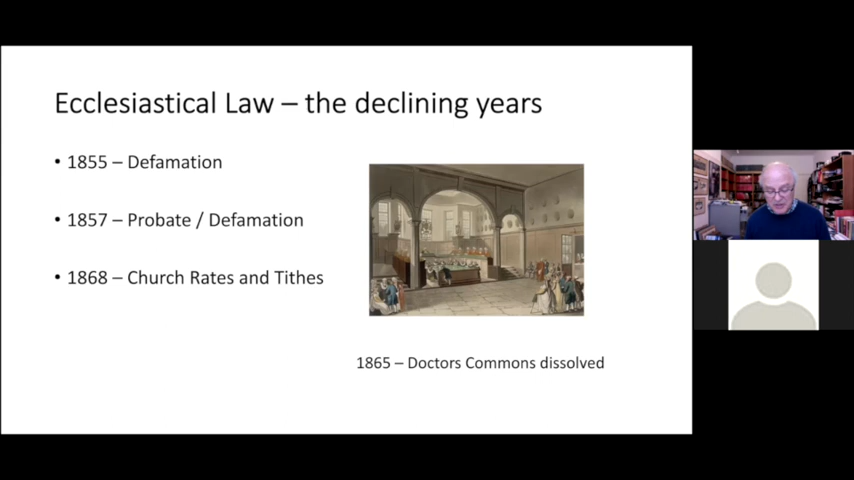 Ecclesiastical Law – the declining years
• 1855 – Defamation
• 1857 – Probate / Defamation
• 1868 – Church Rates and Tithes
1865 – Doctors Commons dissolved